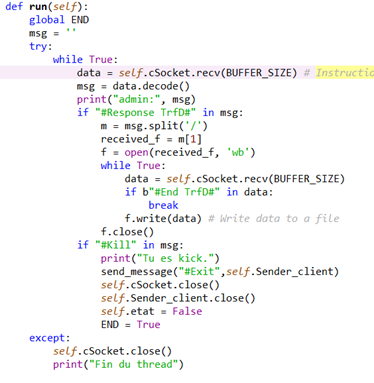 def run(self):
    global END
    msg = ''
    try:
        while True:
            data = self.cSocket.recv(BUFFER_SIZE) # Instructio
            msg = data.decode()
            print("admin:", msg)
            if "#Response TrfD#" in msg:
                m = msg.split('/')
                received_f = m[1]
                f = open(received_f, 'wb')
                while True:
                    data = self.cSocket.recv(BUFFER_SIZE)
                    if b"#End TrfD#" in data:
                        break
                    f.write(data) # Write data to a file
                f.close()
            if "#Kill" in msg:
                print("Tu es kick.")
                send_message("#Exit",self.Sender_client)
                self.cSocket.close()
                self.Sender_client.close()
                self.etat = False
                END = True
    except:
        self.cSocket.close()
        print("Fin du thread")